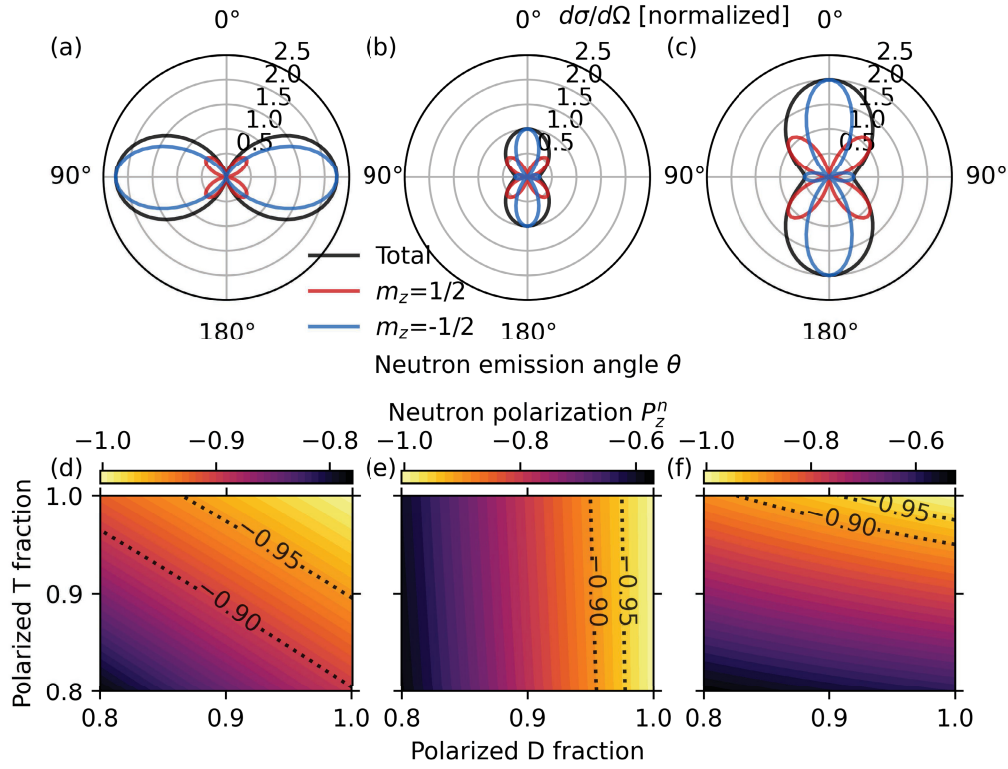 dσ/dΩ [normalized]
(a) 0° (b) 0° (c) 0°
2.5 2.5 2.5
2.0 2.0 2.0
1.5 1.5 1.5
1.0 1.0 1.0
0.5 0.5 0.5
90° 90° 90° 90°
Total
m_z=1/2
m_z=-1/2
180° 180° 180°
Neutron emission angle θ
Neutron polarization P_z^n
−1.0 −0.9 −0.8 −1.0 −0.8 −0.6 −1.0 −0.8 −0.6
(d) (e) (f)
1.0
0.9
0.8
Polarized T fraction
−0.95
−0.90
−0.90
−0.95
−0.95
−0.90
0.8 0.9 1.0 0.8 0.9 1.0 0.8 0.9 1.0
Polarized D fraction